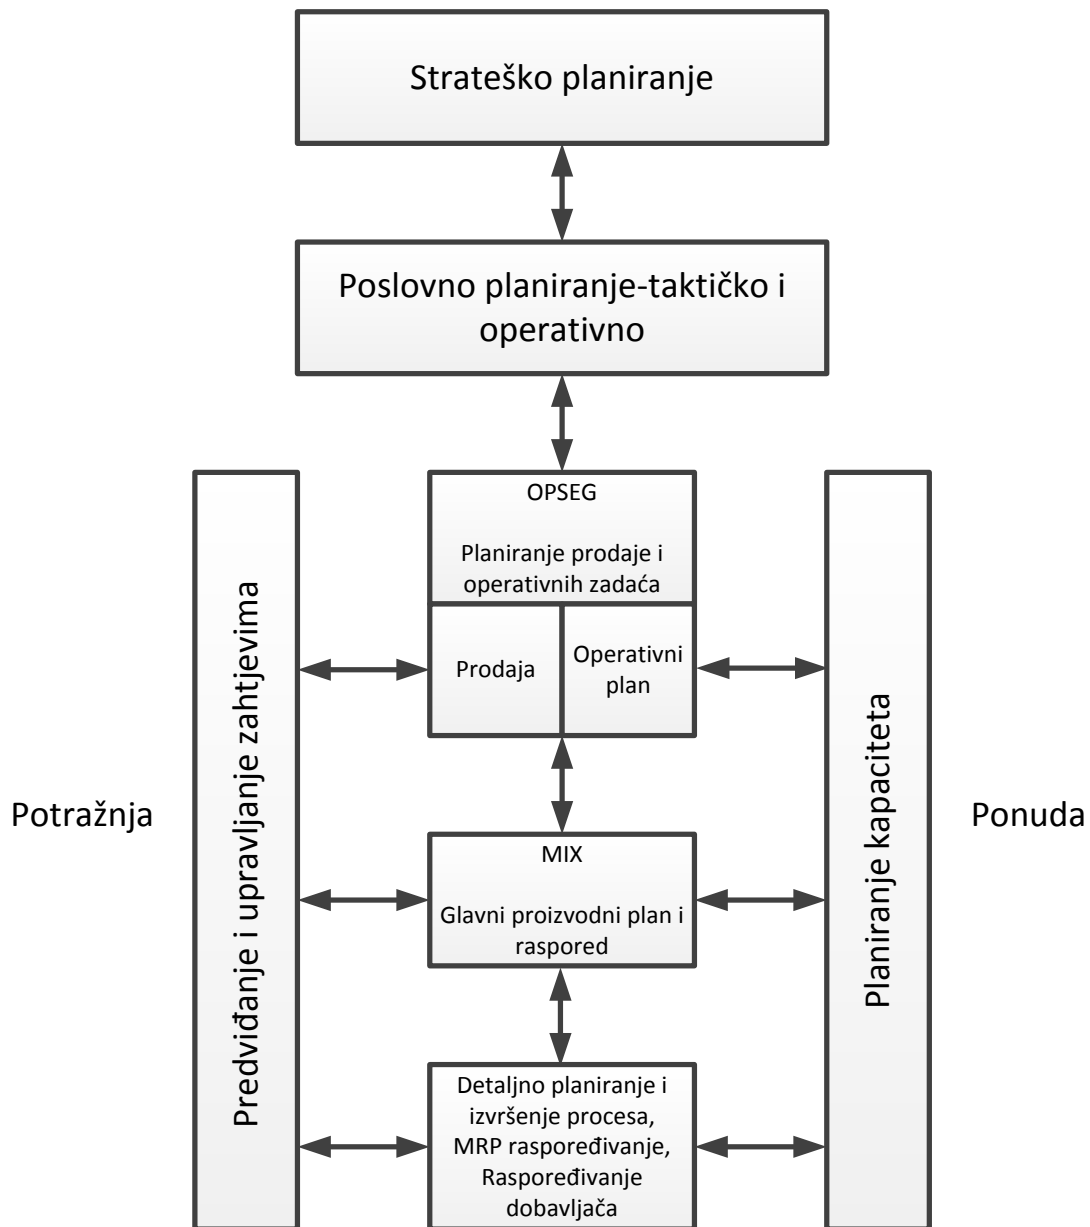 Strateško planiranje
Poslovno planiranje-taktičko i
operativno
OPSEG
Planiranje prodaje i
operativnih zadaća
Prodaja
Operativni
plan
Predviđanje i upravljanje zahtjevima
Planiranje kapaciteta
Potražnja
Ponuda
MIX
Glavni proizvodni plan i
raspored
Detaljno planiranje i
izvršenje procesa,
MRP raspoređivanje,
Raspoređivanje
dobavljača